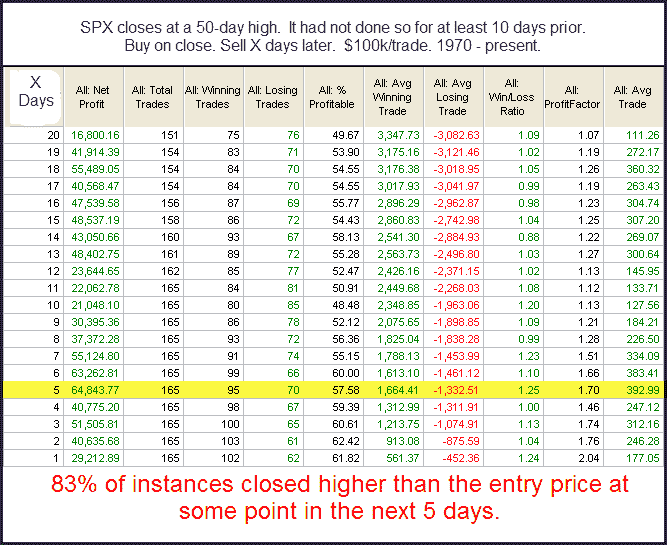 SPX closes at a 50-day high. It had not done so for at least 10 days prior.
Buy on close. Sell X days later. $100k/trade. 1970 - present.
X Days All: Net Profit All: Total Trades All: Winning Trades All: Losing Trades All: % Profitable All: Avg Winning Trade All: Avg Losing Trade All: Win/Loss Ratio All: ProfitFactor All: Avg Trade
20 16,800.16 151 75 76 49.67 3,347.73 -3,082.63 1.09 1.07 111.26
19 41,914.39 154 83 71 53.90 3,175.16 -3,121.46 1.02 1.19 272.17
18 55,489.05 154 84 70 54.55 3,176.38 -3,018.95 1.05 1.26 360.32
17 40,568.47 154 84 70 54.55 3,017.93 -3,041.97 0.99 1.19 263.43
16 47,539.58 156 87 69 55.77 2,896.29 -2,962.87 0.98 1.23 304.74
15 48,537.19 158 86 72 54.43 2,860.83 -2,742.98 1.04 1.25 307.20
14 43,050.66 160 93 67 58.13 2,541.30 -2,884.93 0.88 1.22 269.07
13 48,402.75 161 89 72 55.28 2,563.73 -2,496.80 1.03 1.27 300.64
12 23,644.65 162 85 77 52.47 2,426.16 -2,371.15 1.02 1.13 145.95
11 22,062.78 165 84 81 50.91 2,449.68 -2,268.03 1.08 1.12 133.71
10 21,048.10 165 80 85 48.48 2,348.85 -1,963.06 1.20 1.13 127.56
9 30,395.36 165 86 78 52.12 2,075.65 -1,898.85 1.09 1.21 184.21
8 37,372.28 165 93 72 56.36 1,825.04 -1,838.28 0.99 1.28 226.50
7 55,124.80 165 91 74 55.15 1,788.13 -1,453.99 1.23 1.51 334.09
6 63,262.81 165 99 66 60.00 1,613.10 -1,461.12 1.10 1.66 383.41
5 64,843.77 165 95 70 57.58 1,664.41 -1,332.51 1.25 1.70 392.99
4 40,775.20 165 98 67 59.39 1,312.99 -1,311.91 1.00 1.46 247.12
3 51,505.81 165 100 65 60.61 1,213.75 -1,074.91 1.13 1.74 312.16
2 40,635.68 165 103 61 62.42 913.08 -875.59 1.04 1.76 246.28
1 29,212.89 165 102 62 61.82 561.37 -452.36 1.24 2.04 177.05
83% of instances closed higher than the entry price at
some point in the next 5 days.